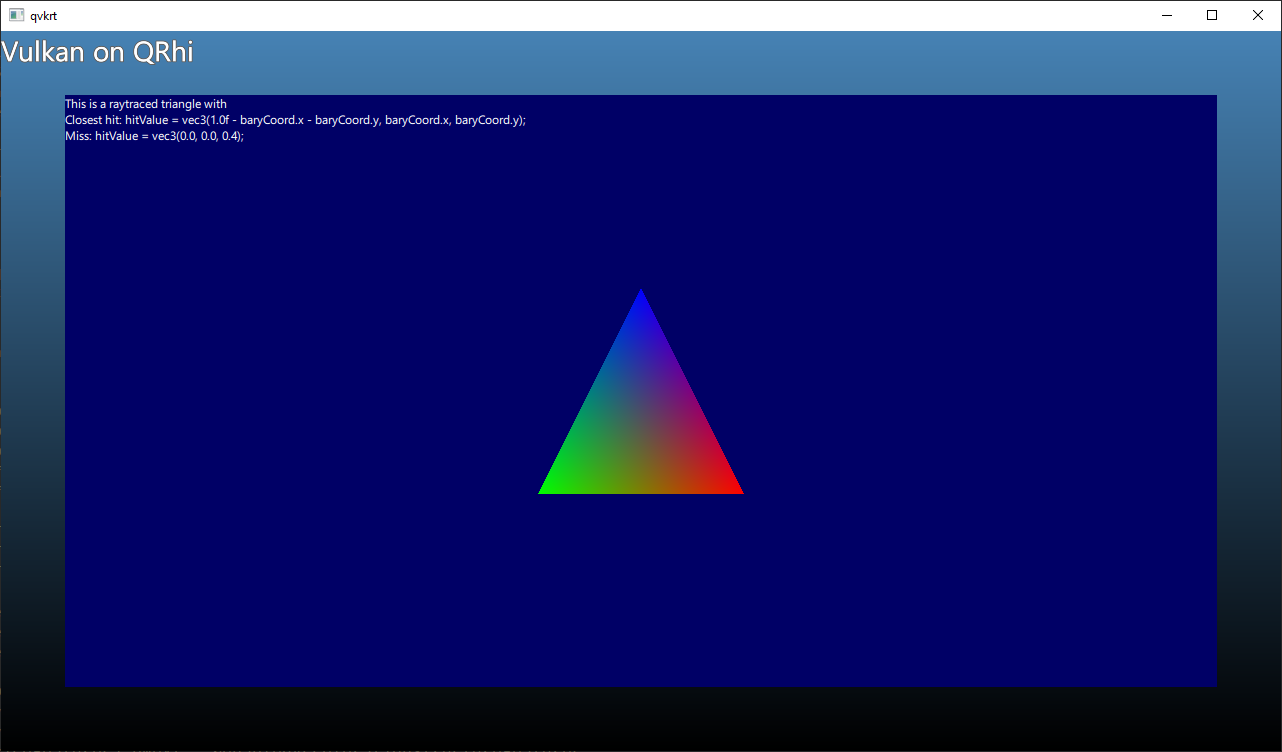 qvkrt
Vulkan on QRhi
This is a raytraced triangle with
Closest hit: hitValue = vec3(1.0f - baryCoord.x - baryCoord.y, baryCoord.x, baryCoord.y);
Miss: hitValue = vec3(0.0, 0.0, 0.4);